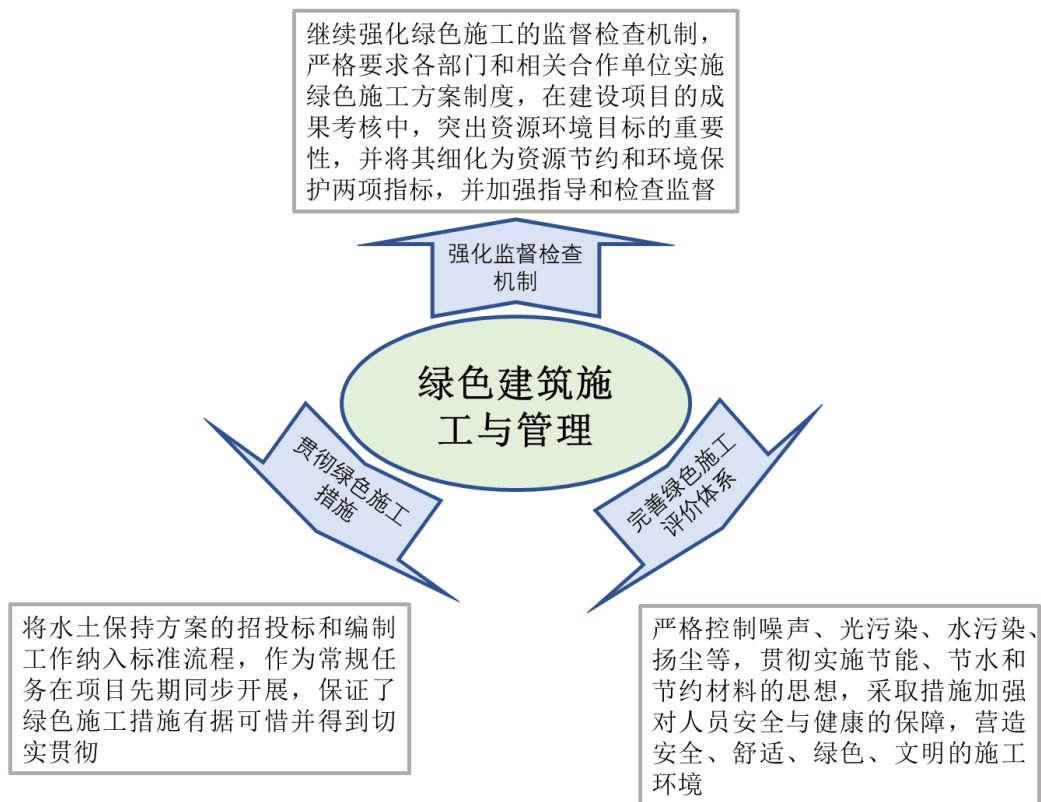 继续强化绿色施工的监督检查机制，
严格要求各部门和相关合作单位实施
绿色施工方案制度，在建设项目的成
果考核中，突出资源环境目标的重要
性，并将其细化为资源节约和环境保
护两项指标，并加强指导和检查监督
强化监督检查
机制
绿色建筑施
工与管理
贯彻绿色施工
措施
完善绿色施工
评价体系
将水土保持方案的招投标和编制
工作纳入标准流程，作为常规任
务在项目先期同步开展，保证了
绿色施工措施有据可惜并得到切
实贯彻
严格控制噪声、光污染、水污染、
扬尘等，贯彻实施节能、节水和
节约材料的思想，采取措施加强
对人员安全与健康的保障，营造
安全、舒适、绿色、文明的施工
环境